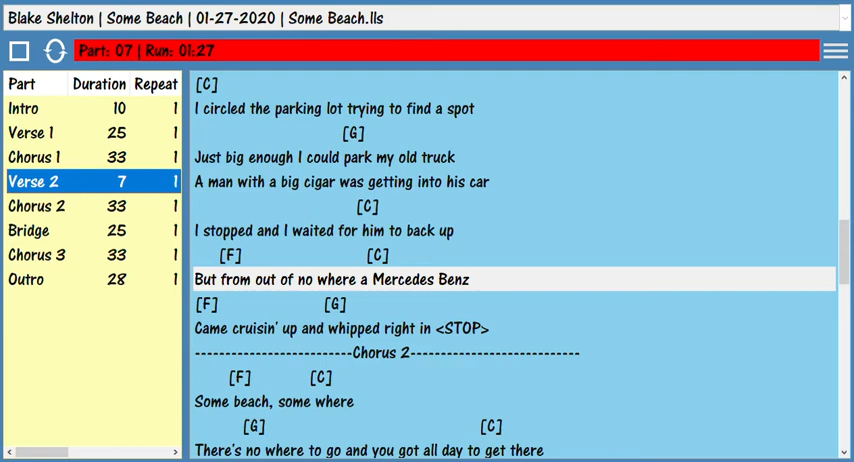 Blake Shelton | Some Beach | 01-27-2020 | Some Beach.lls
Part: 07 | Run: 01:27
Part Duration Repeat
Intro 10 1
Verse 1 25 1
Chorus 1 33 1
Verse 2 7 1
Chorus 2 33 1
Bridge 25 1
Chorus 3 33 1
Outro 28 1
[C]
I circled the parking lot trying to find a spot
[G]
Just big enough I could park my old truck
A man with a big cigar was getting into his car
[C]
I stopped and I waited for him to back up
[F] [C]
But from out of no where a Mercedes Benz
[F] [G]
Came cruisin' up and whipped right in <STOP>
--------------------------Chorus 2----------------------------
[F] [C]
Some beach, some where
[G] [C]
There's no where to go and you got all day to get there